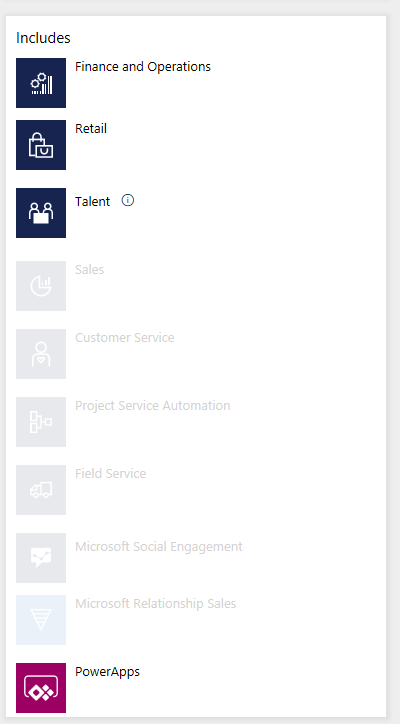 Includes
Finance and Operations
Retail
Talent
Sales
Customer Service
Project Service Automation
Field Service
Microsoft Social Engagement
Microsoft Relationship Sales
PowerApps